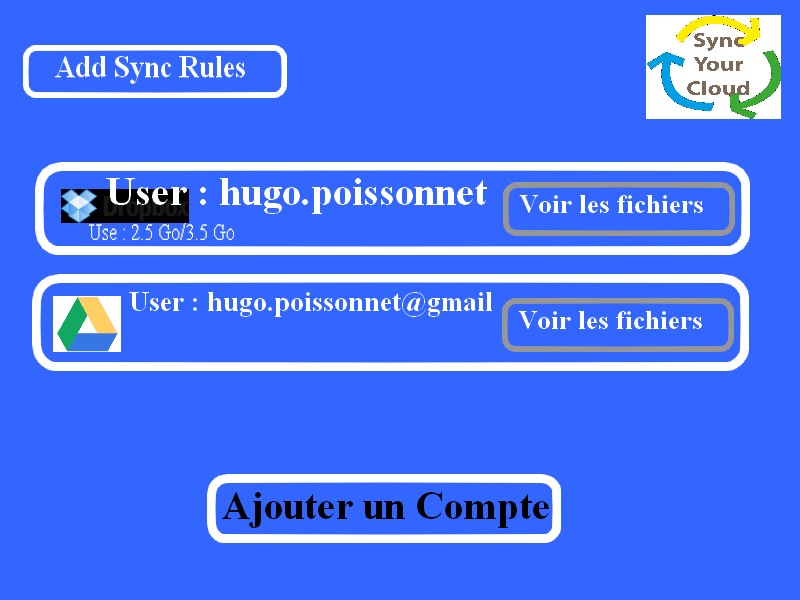 Add Sync Rules
Sync
Your
Cloud
User : hugo.poissonnet
Dropbox
Voir les fichiers
Use : 2.5 Go/3.5 Go
User : hugo.poissonnet@gmail
Voir les fichiers
Ajouter un Compte